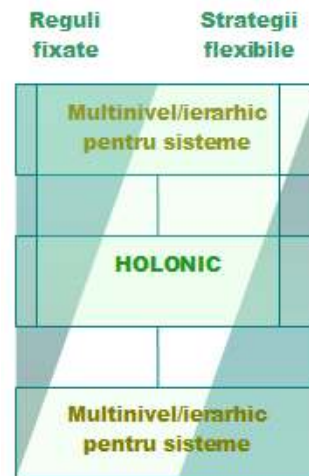 Reguli
fixate
Strategii
flexibile
Multinivel/ierarhic
pentru sisteme
HOLONIC
Multinivel/ierarhic
pentru sisteme